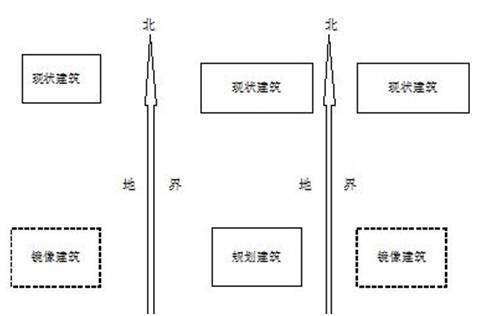 北 北
现状建筑 现状建筑 现状建筑
地 界 地 界
镜像建筑 规划建筑 镜像建筑